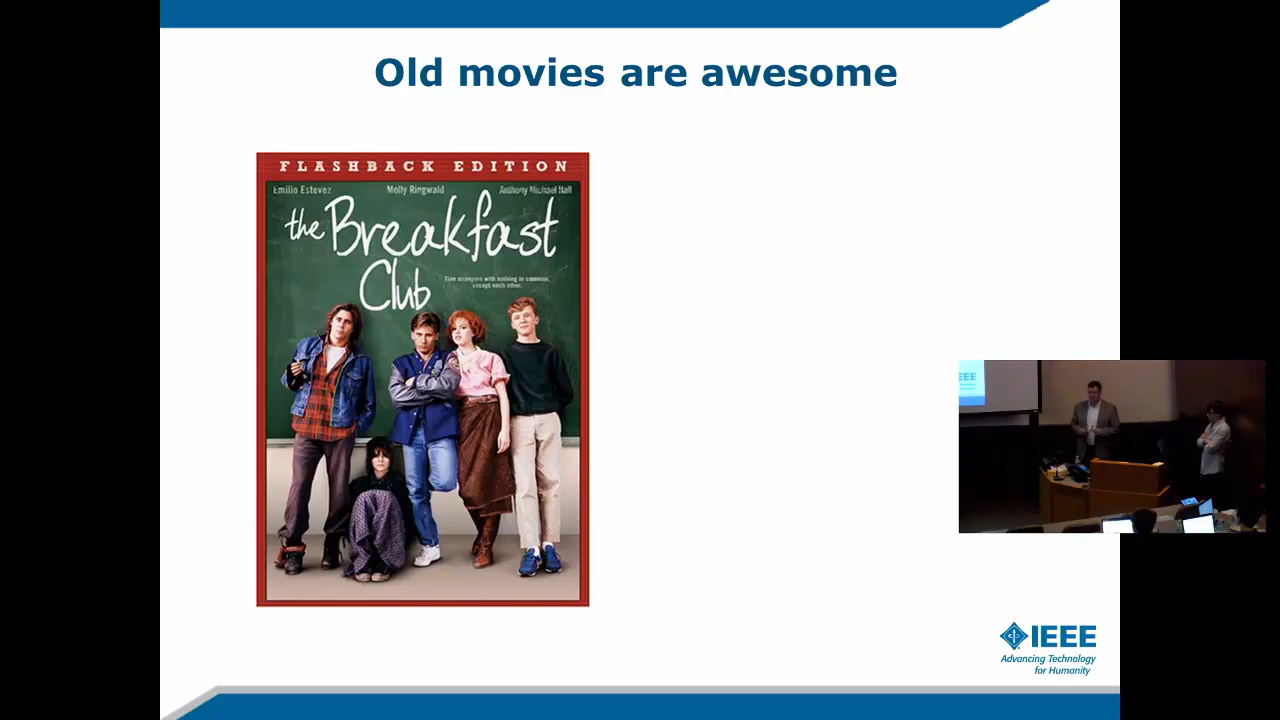 Old movies are awesome
FLASHBACK EDITION
Emilio Estevez Molly Ringwald Anthony Michael Hall
the Breakfast
Club
Five strangers with nothing in common,
except each other.
IEEE
Advancing Technology
for Humanity
IEEE